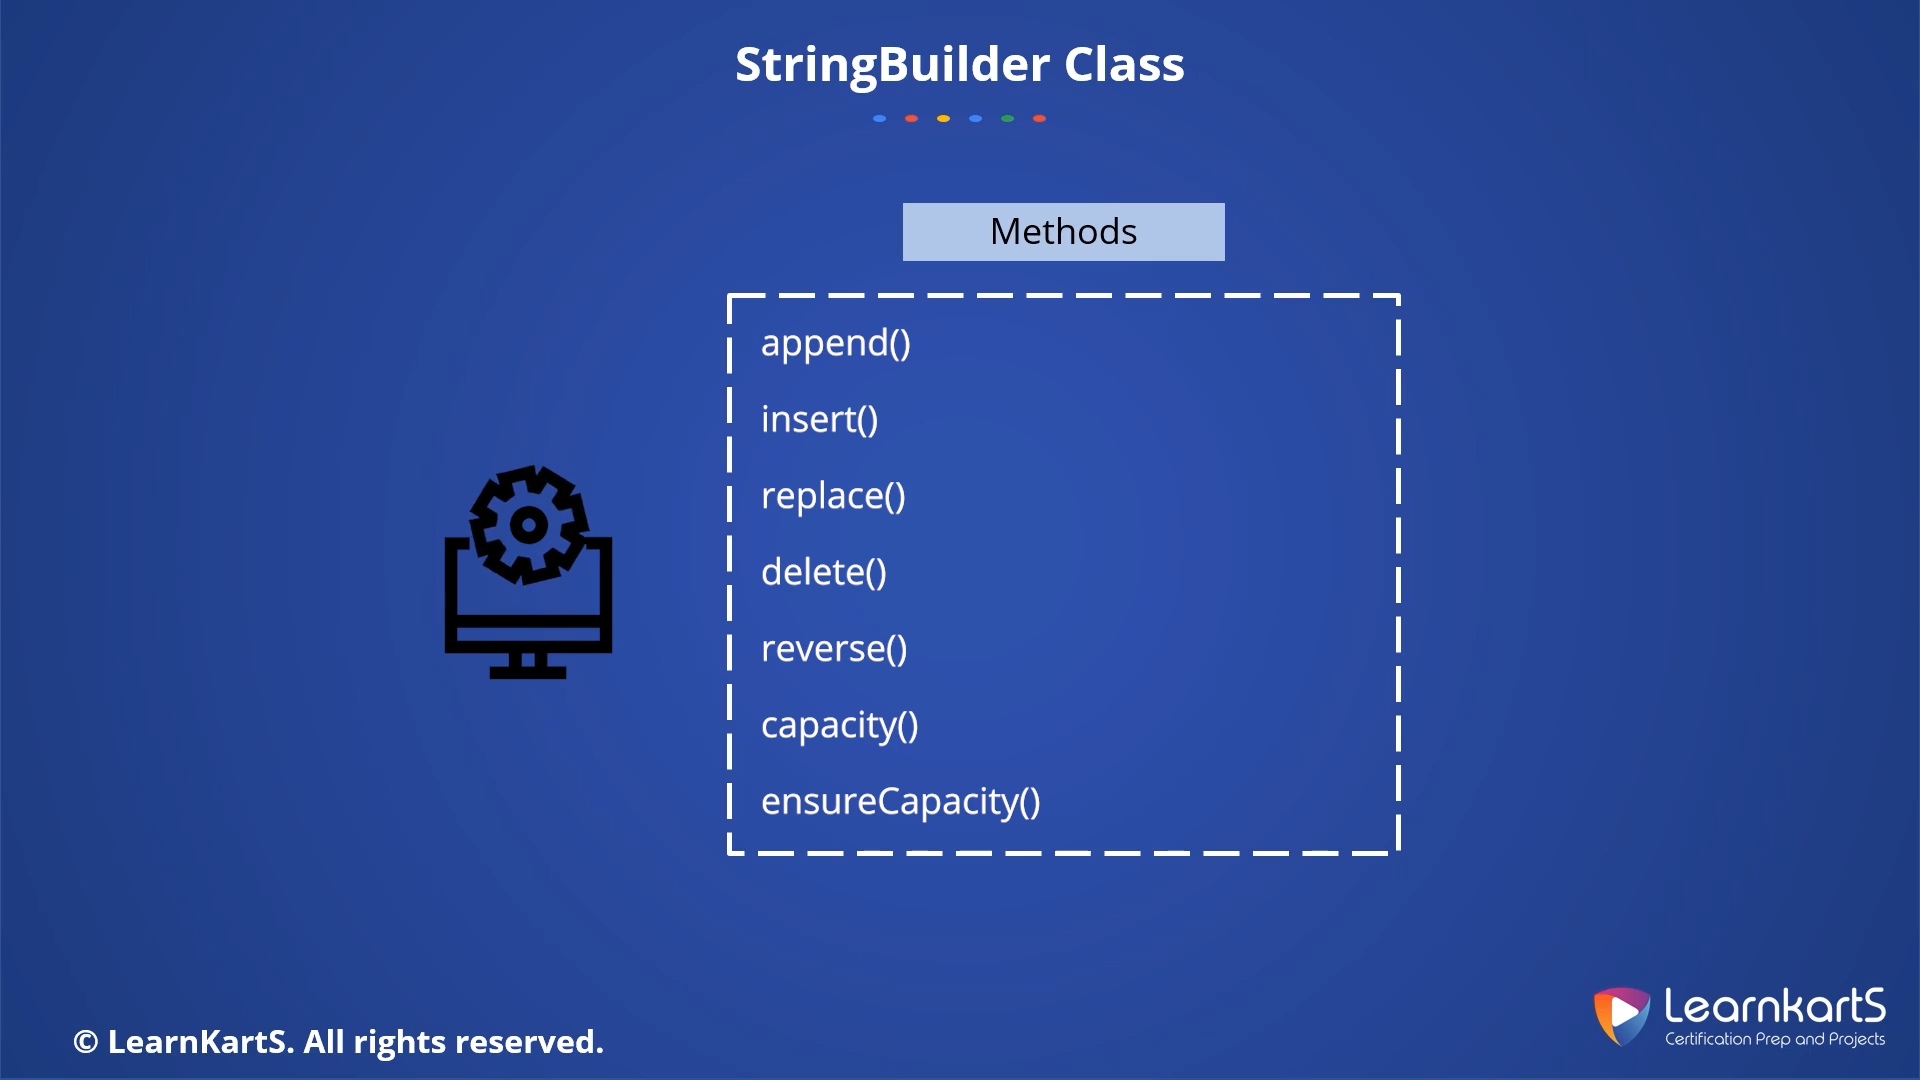 StringBuilder Class
Methods
append()
insert()
replace()
delete()
reverse()
capacity()
ensureCapacity()
© LearnKartS. All rights reserved.
LearnkartS
Certification Prep and Projects